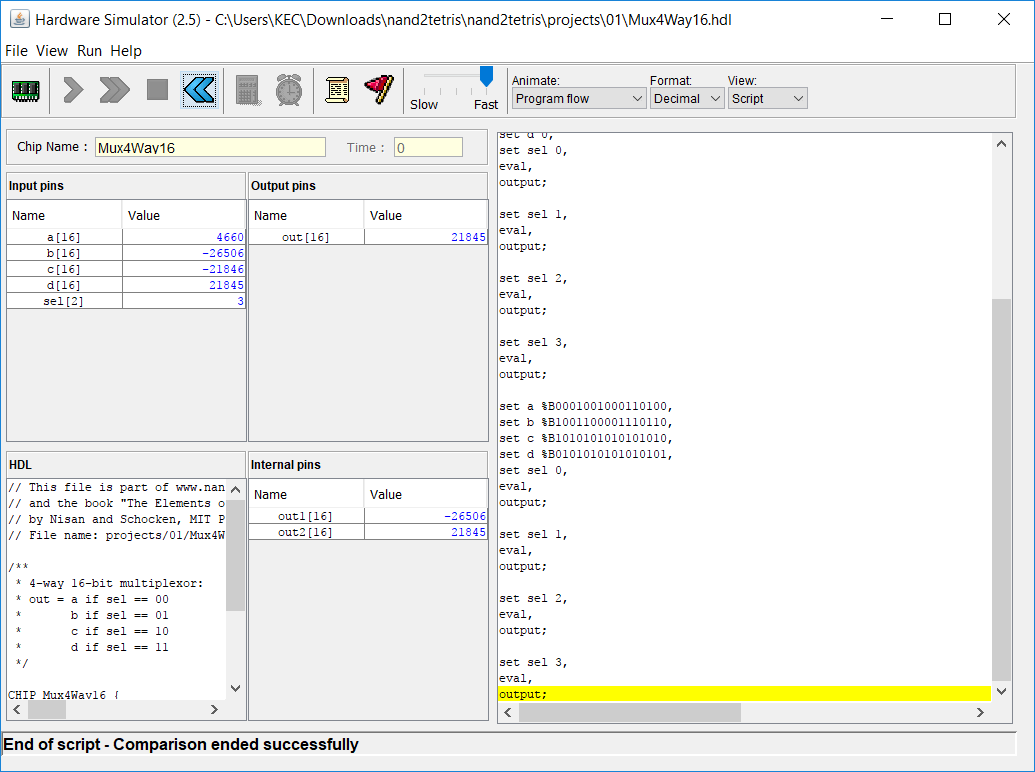 Hardware Simulator (2.5) - C:\Users\KEC\Downloads\nand2tetris\nand2tetris\projects\01\Mux4Way16.hdl
File View Run Help
Slow Fast
Animate:
Program flow
Format:
Decimal
View:
Script
Chip Name : Mux4Way16 Time : 0
Input pins
Name Value
a[16] 4660
b[16] -26506
c[16] -21846
d[16] 21845
sel[2] 3
Output pins
Name Value
out[16] 21845
HDL
// This file is part of www.nan
// and the book "The Elements o
// by Nisan and Schocken, MIT P
// File name: projects/01/Mux4W
/**
* 4-way 16-bit multiplexor:
* out = a if sel == 00
* b if sel == 01
* c if sel == 10
* d if sel == 11
*/
CHIP Mux4Way16 {
Internal pins
Name Value
out1[16] -26506
out2[16] 21845
set d 0,
set sel 0,
eval,
output;
set sel 1,
eval,
output;
set sel 2,
eval,
output;
set sel 3,
eval,
output;
set a %B0001001000110100,
set b %B1001100001110110,
set c %B1010101010101010,
set d %B0101010101010101,
set sel 0,
eval,
output;
set sel 1,
eval,
output;
set sel 2,
eval,
output;
set sel 3,
eval,
output;
End of script - Comparison ended successfully